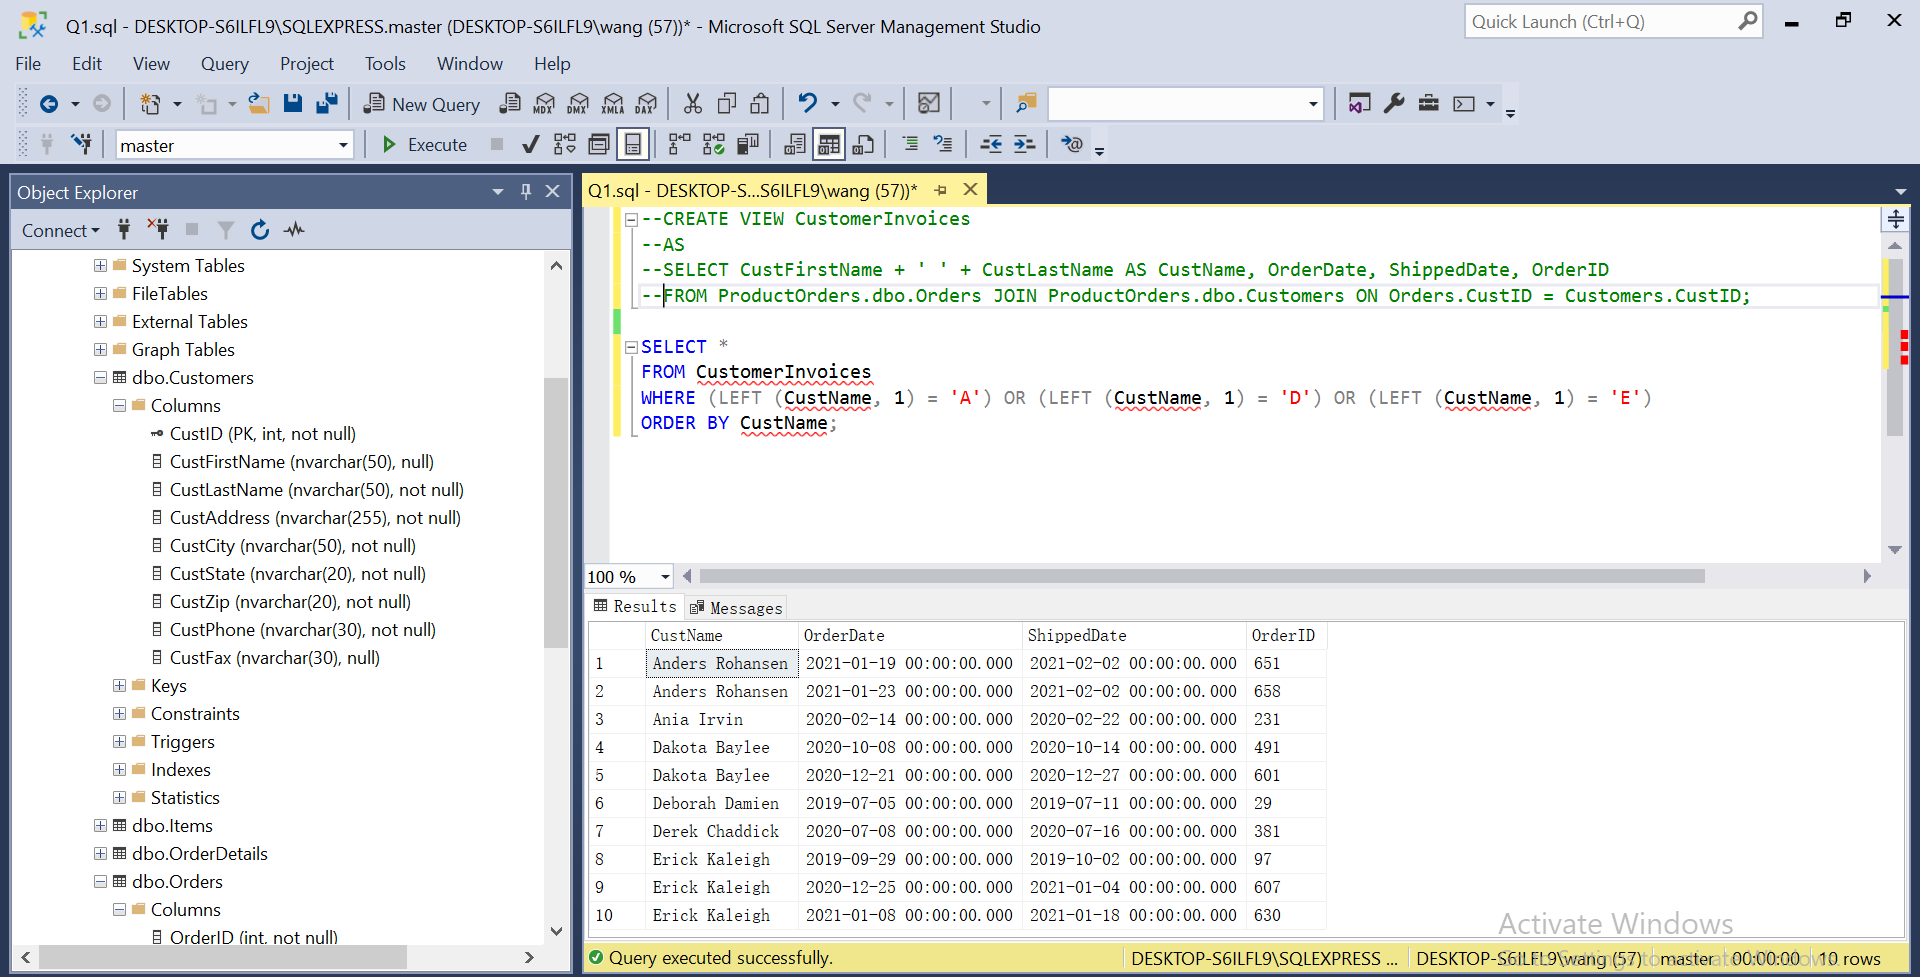 Q1.sql - DESKTOP-S6ILFL9\SQLEXPRESS.master (DESKTOP-S6ILFL9\wang (57))* - Microsoft SQL Server Management Studio
Quick Launch (Ctrl+Q)
File Edit View Query Project Tools Window Help
New Query MDX DMX XMLA DAX
master Execute
Object Explorer
Connect
System Tables
FileTables
External Tables
Graph Tables
dbo.Customers
Columns
CustID (PK, int, not null)
CustFirstName (nvarchar(50), null)
CustLastName (nvarchar(50), not null)
CustAddress (nvarchar(255), not null)
CustCity (nvarchar(50), not null)
CustState (nvarchar(20), not null)
CustZip (nvarchar(20), not null)
CustPhone (nvarchar(30), not null)
CustFax (nvarchar(30), null)
Keys
Constraints
Triggers
Indexes
Statistics
dbo.Items
dbo.OrderDetails
dbo.Orders
Columns
OrderID (int, not null)
Q1.sql - DESKTOP-S...S6ILFL9\wang (57))*
--CREATE VIEW CustomerInvoices
--AS
--SELECT CustFirstName + ' ' + CustLastName AS CustName, OrderDate, ShippedDate, OrderID
--FROM ProductOrders.dbo.Orders JOIN ProductOrders.dbo.Customers ON Orders.CustID = Customers.CustID;
SELECT *
FROM CustomerInvoices
WHERE (LEFT (CustName, 1) = 'A') OR (LEFT (CustName, 1) = 'D') OR (LEFT (CustName, 1) = 'E')
ORDER BY CustName;
100 %
Results Messages
CustName OrderDate ShippedDate OrderID
1 Anders Rohansen 2021-01-19 00:00:00.000 2021-02-02 00:00:00.000 651
2 Anders Rohansen 2021-01-23 00:00:00.000 2021-02-02 00:00:00.000 658
3 Ania Irvin 2020-02-14 00:00:00.000 2020-02-22 00:00:00.000 231
4 Dakota Baylee 2020-10-08 00:00:00.000 2020-10-14 00:00:00.000 491
5 Dakota Baylee 2020-12-21 00:00:00.000 2020-12-27 00:00:00.000 601
6 Deborah Damien 2019-07-05 00:00:00.000 2019-07-11 00:00:00.000 29
7 Derek Chaddick 2020-07-08 00:00:00.000 2020-07-16 00:00:00.000 381
8 Erick Kaleigh 2019-09-29 00:00:00.000 2019-10-02 00:00:00.000 97
9 Erick Kaleigh 2020-12-25 00:00:00.000 2021-01-04 00:00:00.000 607
10 Erick Kaleigh 2021-01-08 00:00:00.000 2021-01-18 00:00:00.000 630
Activate Windows
Query executed successfully. DESKTOP-S6ILFL9\SQLEXPRESS ... DESKTOP-S6ILFL9\wang (57) master 00:00:00 10 rows